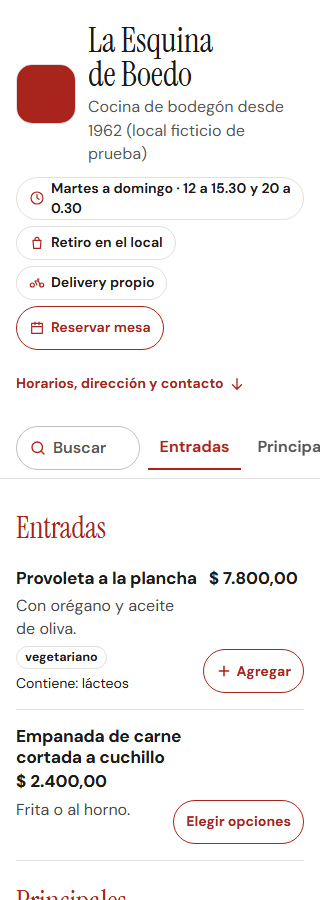 La Esquina
de Boedo
Cocina de bodegón desde
1962 (local ficticio de
prueba)
Martes a domingo · 12 a 15.30 y 20 a
0.30
Retiro en el local
Delivery propio
Reservar mesa
Horarios, dirección y contacto ↓
Buscar
Entradas
Principa
Entradas
Provoleta a la plancha $ 7.800,00
Con orégano y aceite
de oliva.
vegetariano
Contiene: lácteos
+ Agregar
Empanada de carne
cortada a cuchillo
$ 2.400,00
Frita o al horno.
Elegir opciones
Principales